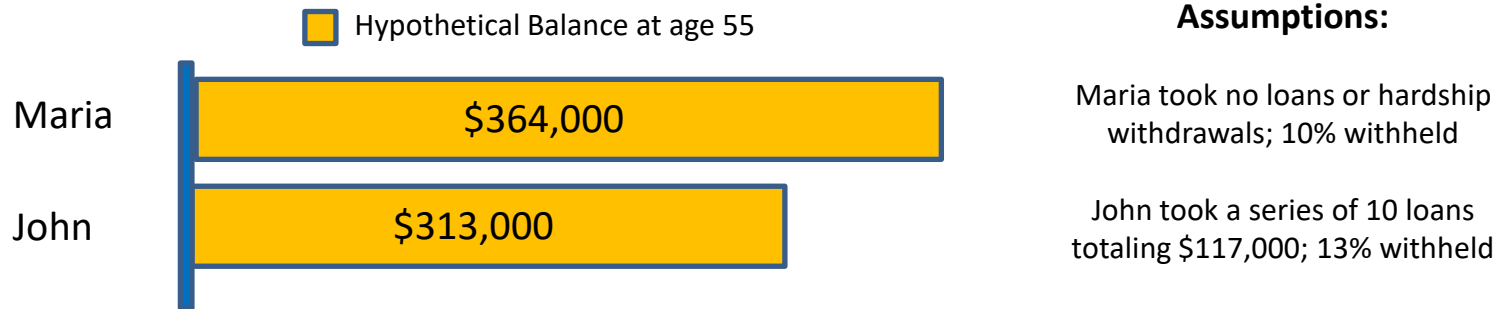 Hypothetical Balance at age 55
Assumptions:
Maria
$364,000
Maria took no loans or hardship
withdrawals; 10% withheld
John
$313,000
John took a series of 10 loans
totaling $117,000; 13% withheld